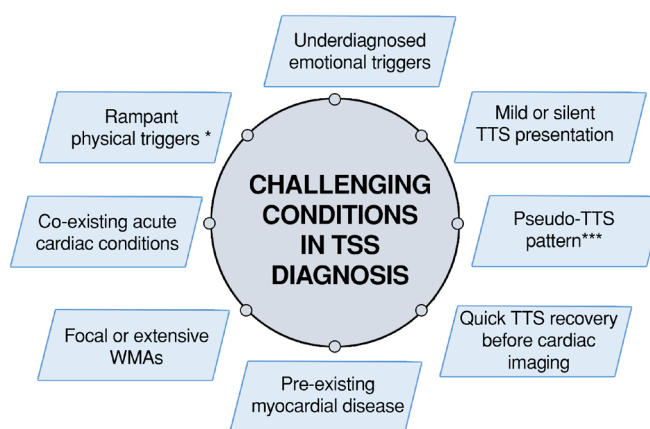 Underdiagnosed
emotional triggers
Rampant
physical triggers *
Mild or silent
TTS presentation
CHALLENGING
CONDITIONS
IN TSS
DIAGNOSIS
Co-existing acute
cardiac conditions
Pseudo-TTS
pattern***
Focal or extensive
WMAs
Quick TTS recovery
before cardiac
imaging
Pre-existing
myocardial disease